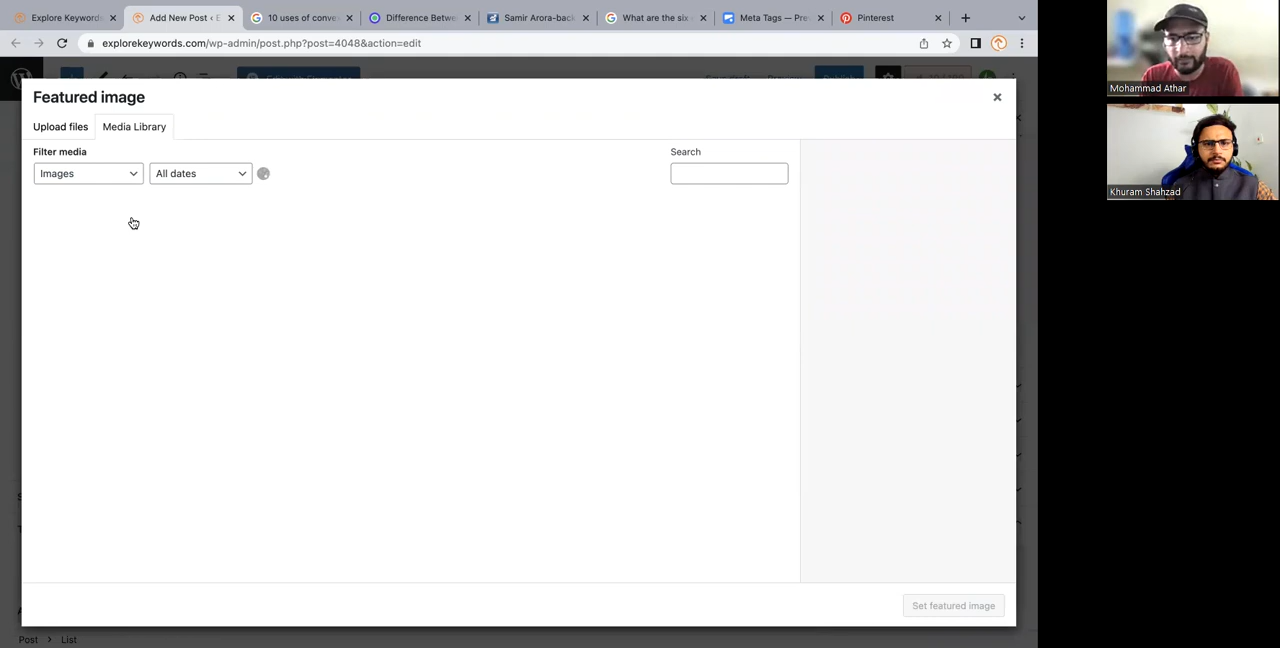 Explore Keywords
Add New Post ‹ E
10 uses of conve
Difference Betwe
Samir Arora-back
What are the six
Meta Tags — Pre
Pinterest
explorekeywords.com/wp-admin/post.php?post=4048&action=edit
Featured image
Upload files
Media Library
Filter media
Search
Images
All dates
Set featured image
Post
List
Mohammad Athar
Khuram Shahzad